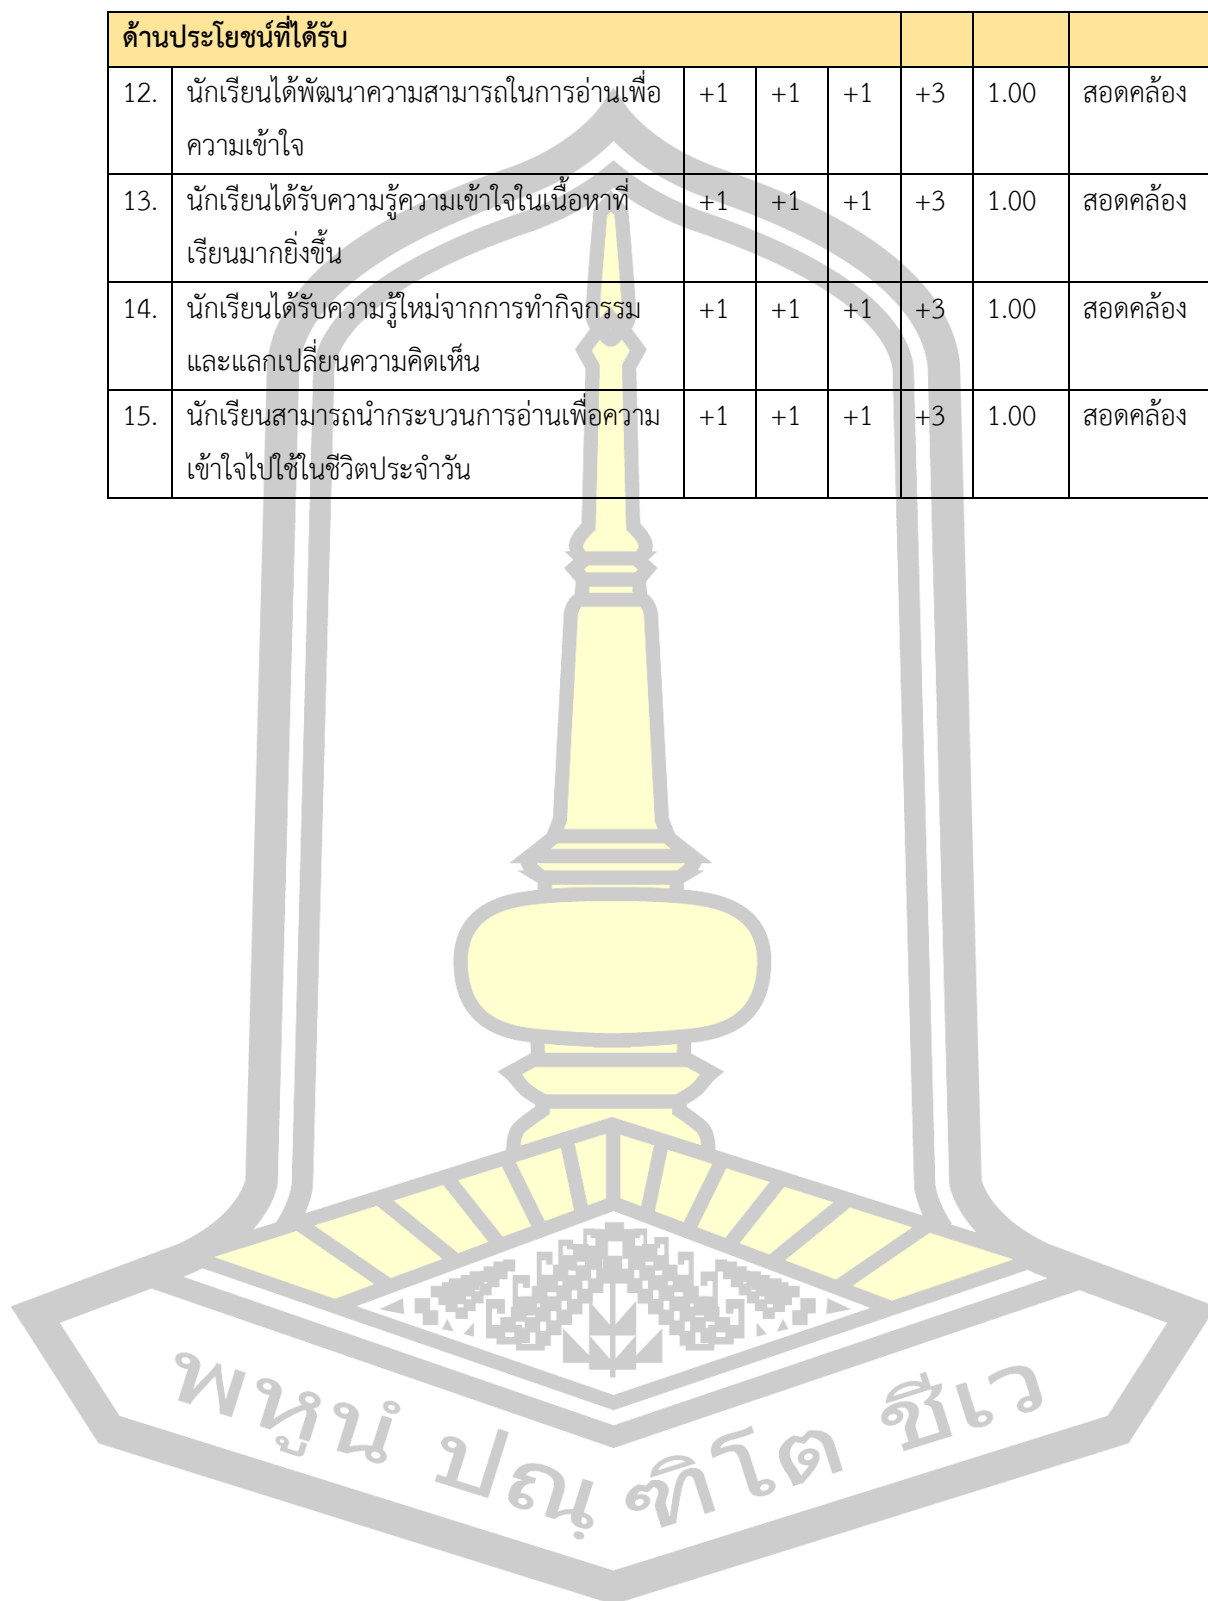 ด้านประโยชน์ที่ได้รับ
12. นักเรียนได้พัฒนาความสามารถในการอ่านเพื่อ +1 +1 +1 +3 1.00 สอดคล้อง
ความเข้าใจ
13. นักเรียนได้รับความรู้ความเข้าใจในเนื้อหาที่ +1 +1 +1 +3 1.00 สอดคล้อง
เรียนมากยิ่งขึ้น
14. นักเรียนได้รับความรู้ใหม่จากการทำกิจกรรม +1 +1 +1 +3 1.00 สอดคล้อง
และแลกเปลี่ยนความคิดเห็น
15. นักเรียนสามารถนำกระบวนการอ่านเพื่อความ +1 +1 +1 +3 1.00 สอดคล้อง
เข้าใจไปใช้ในชีวิตประจำวัน
พหูนํ ปณฺฑิโต ชีเว